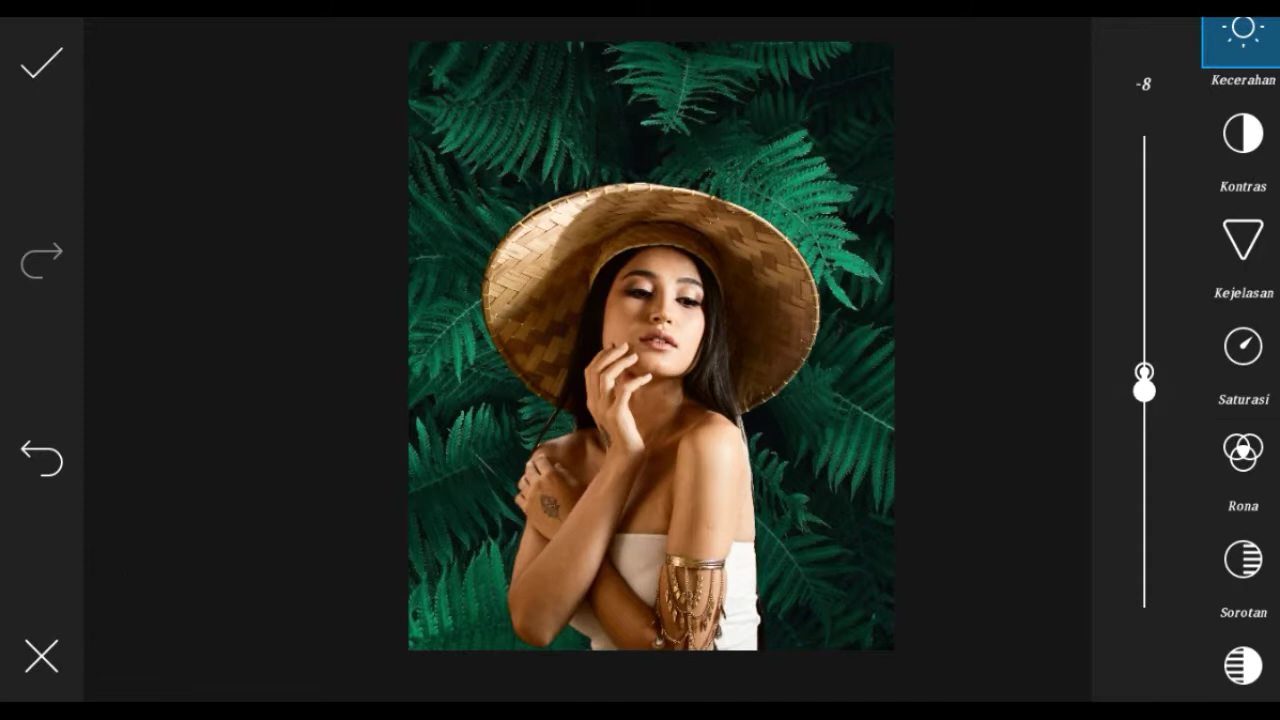 -8
Kecerahan
Kontras
Kejelasan
Saturasi
Rona
Sorotan